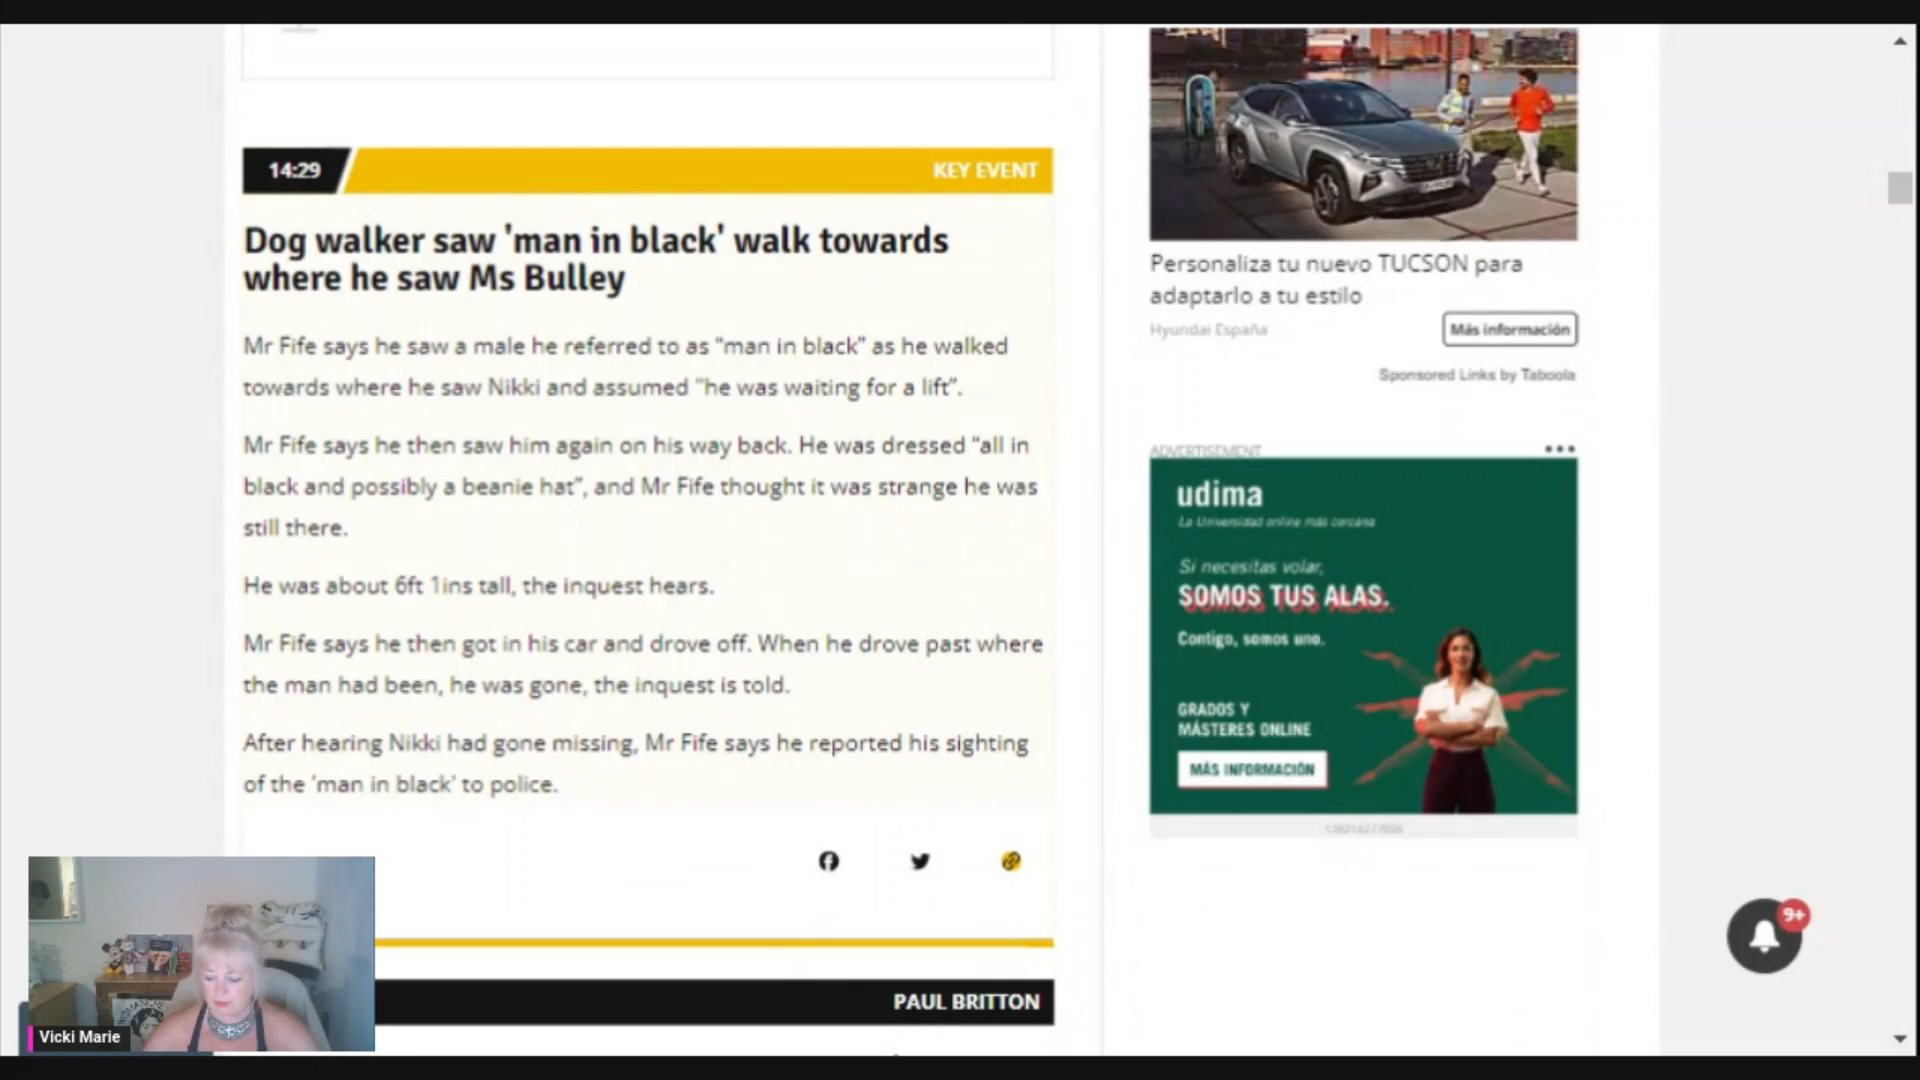 14:29
KEY EVENT
Dog walker saw 'man in black' walk towards
where he saw Ms Bulley
Mr Fife says he saw a male he referred to as “man in black” as he walked
towards where he saw Nikki and assumed "he was waiting for a lift”.
Mr Fife says he then saw him again on his way back. He was dressed “all in
black and possibly a beanie hat”, and Mr Fife thought it was strange he was
still there.
He was about 6ft 1ins tall, the inquest hears.
Mr Fife says he then got in his car and drove off. When he drove past where
the man had been, he was gone, the inquest is told.
After hearing Nikki had gone missing, Mr Fife says he reported his sighting
of the 'man in black' to police.
PAUL BRITTON
Vicki Marie
Personaliza tu nuevo TUCSON para
adaptarlo a tu estilo
Hyundai España
Más información
Sponsored Links by Taboola
ADVERTISEMENT
udima
La Universidad online más cercana
Si necesitas volar,
SOMOS TUS ALAS.
Contigo, somos uno.
GRADOS Y
MÁSTERES ONLINE
MÁS INFORMACIÓN
9+